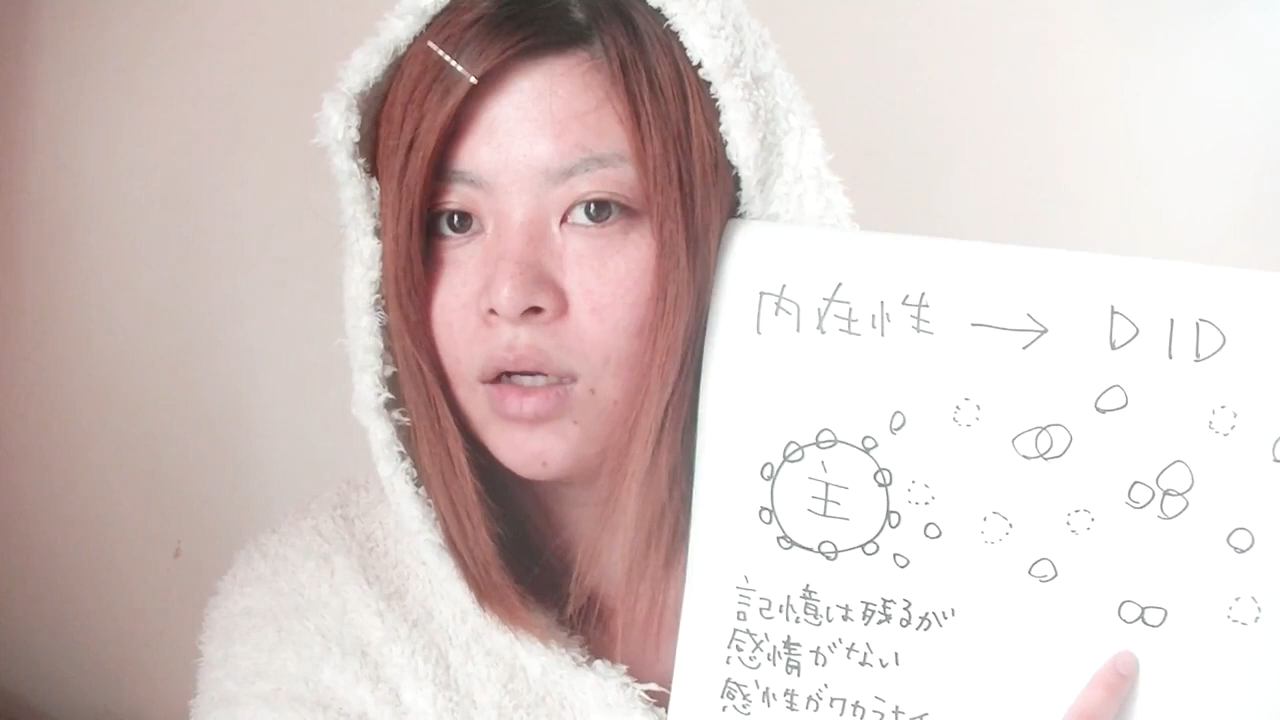 内在性 → DID
主
記憶は残るが
感情がない
感性がワカラナイ